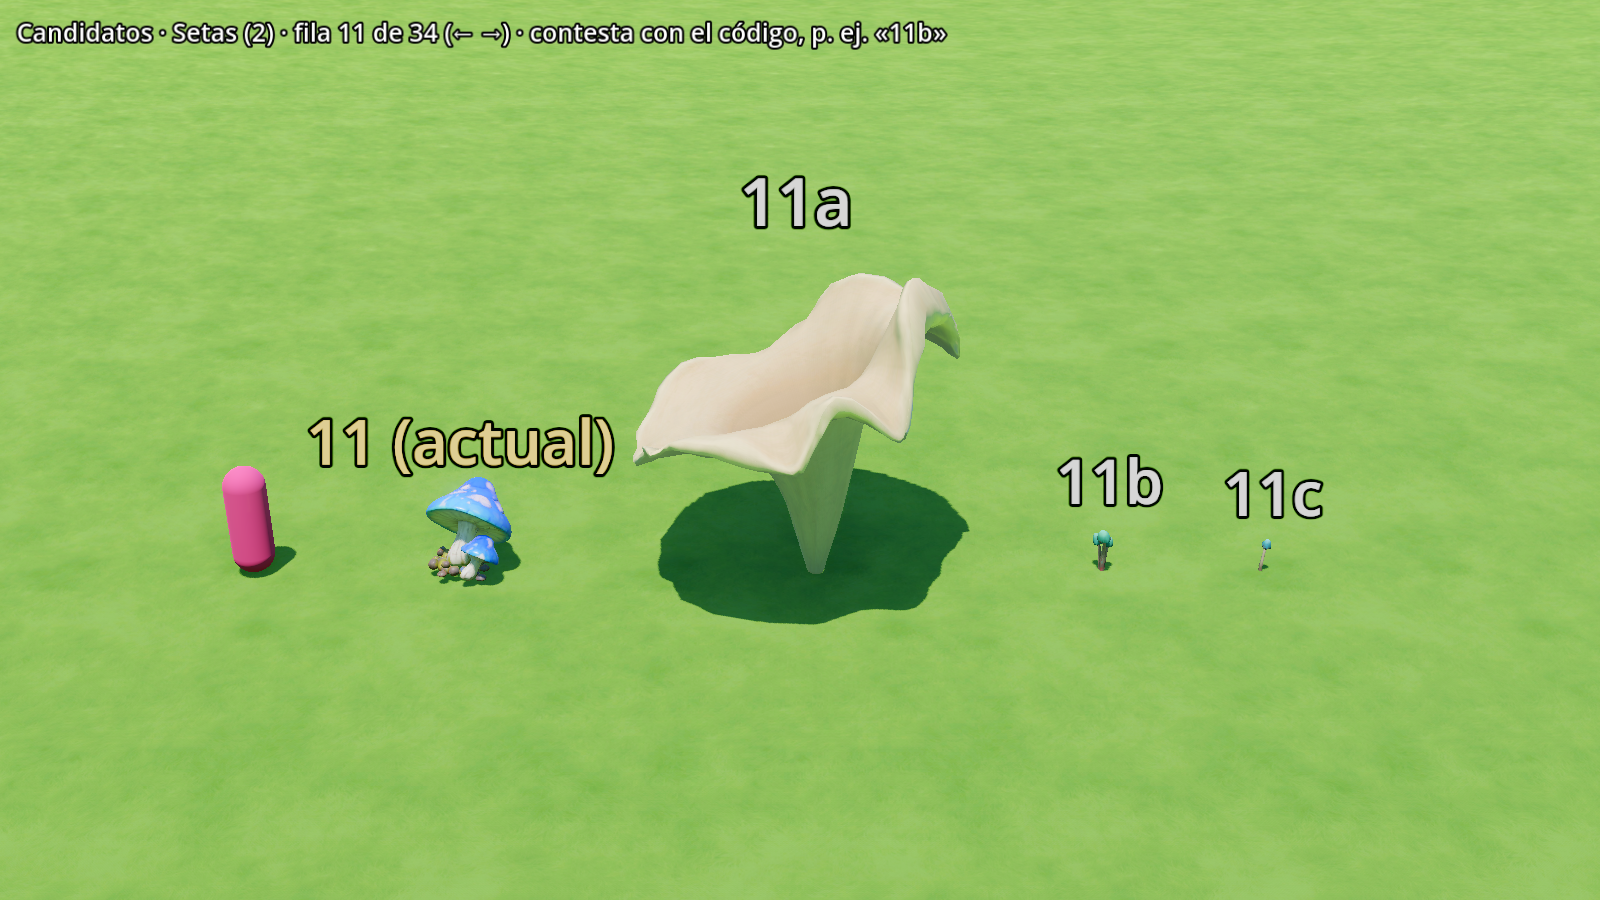 Candidatos · Setas (2) · fila 11 de 34 (← →) · contesta con el código, p. ej. «11b»
11a
11 (actual)
11b
11c